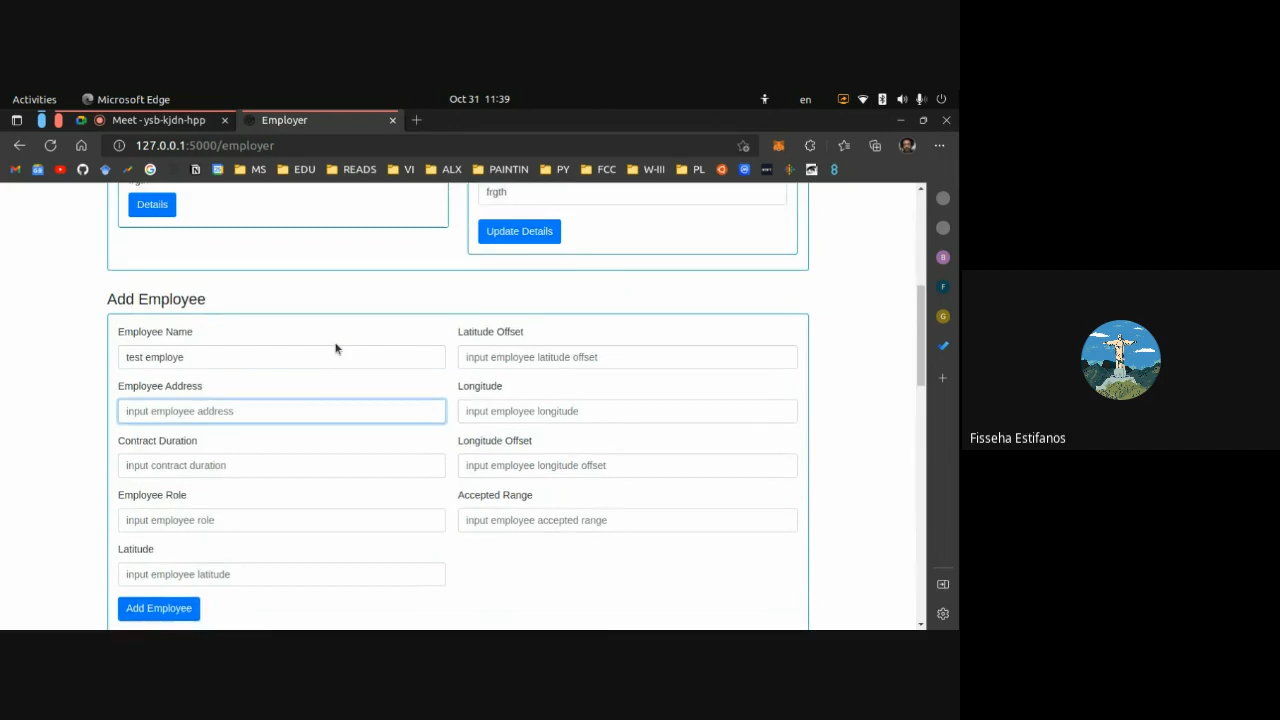 Activities Microsoft Edge Oct 31 11:39 en
Meet - ysb-kjdn-hpp Employer
127.0.0.1:5000/employer
MS EDU READS VI ALX PAINTIN PY FCC W-III PL
frgth
Details
Update Details
Add Employee
Employee Name Latitude Offset
test employe input employee latitude offset
Employee Address Longitude
input employee address input employee longitude
Contract Duration Longitude Offset
input contract duration input employee longitude offset
Employee Role Accepted Range
input employee role input employee accepted range
Latitude
input employee latitude
Add Employee
Fisseha Estifanos